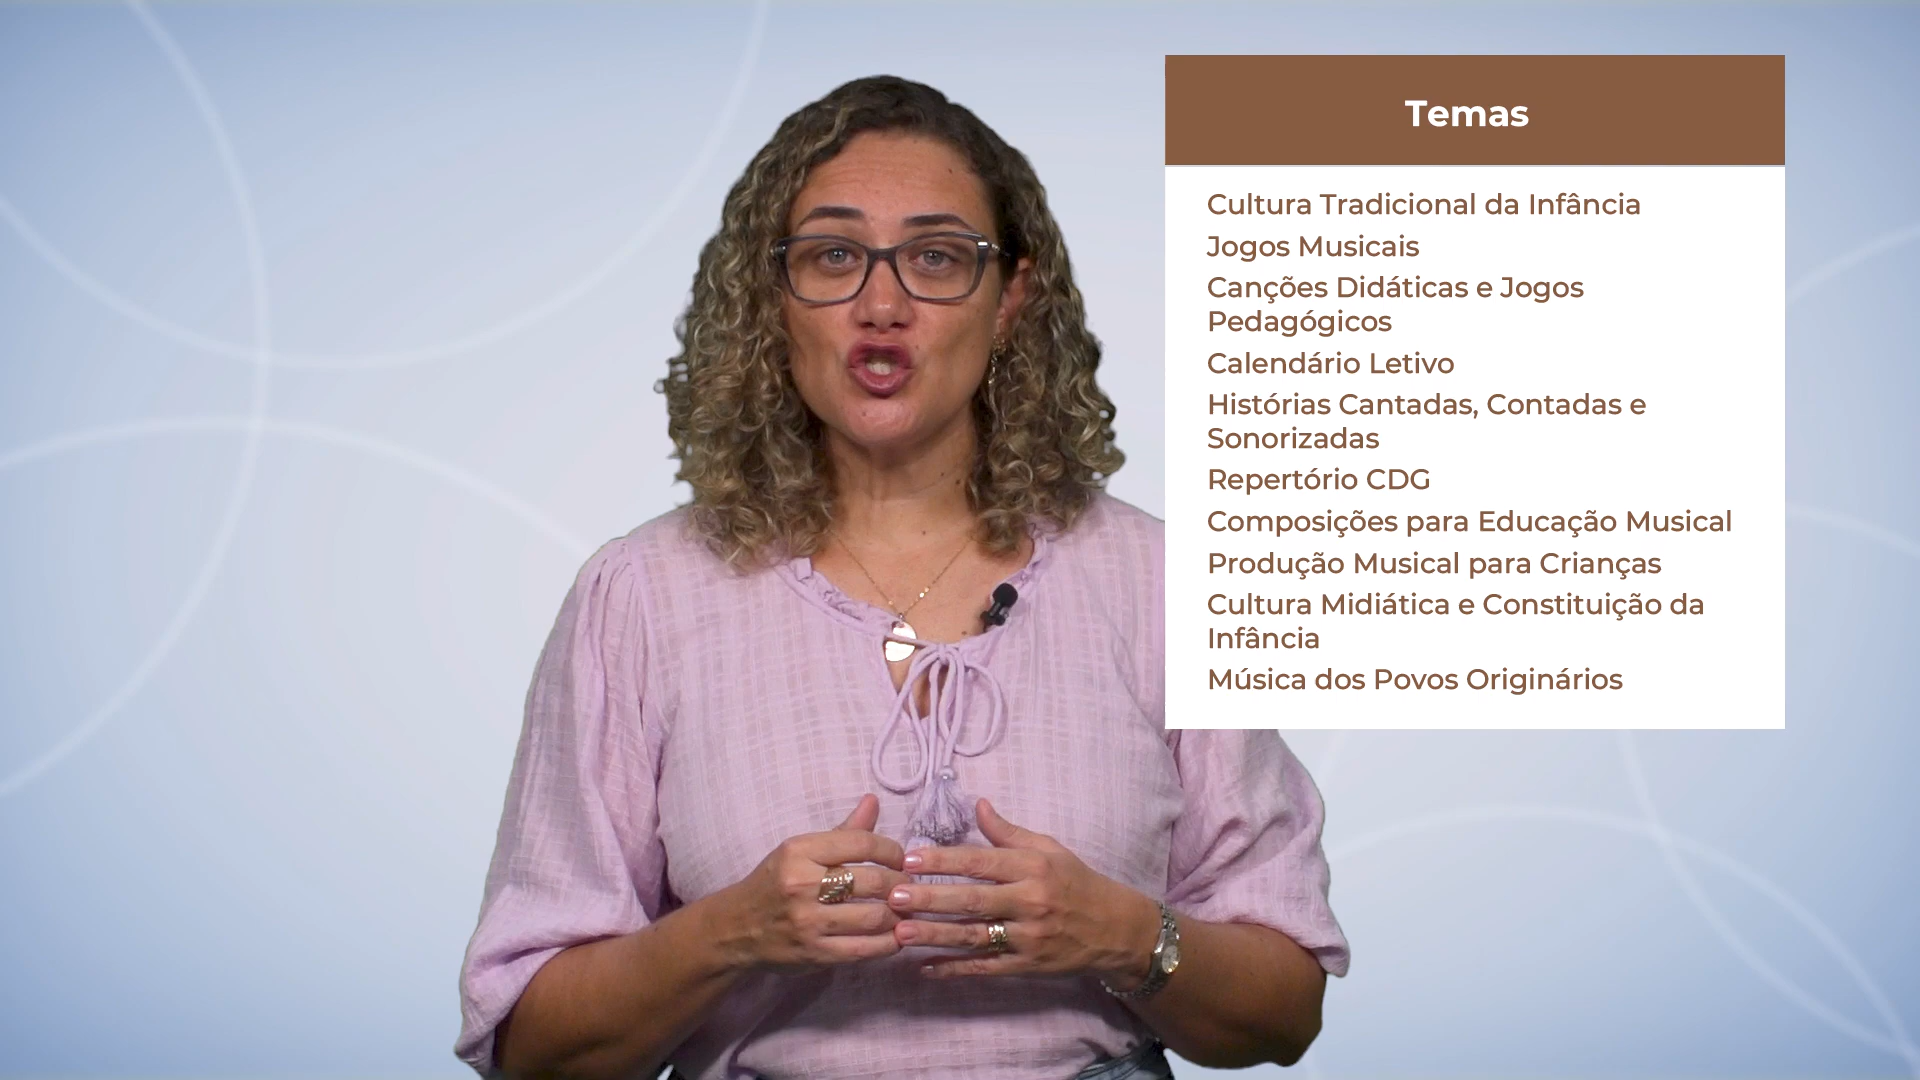 Temas
Cultura Tradicional da Infância
Jogos Musicais
Canções Didáticas e Jogos
Pedagógicos
Calendário Letivo
Histórias Cantadas, Contadas e
Sonorizadas
Repertório CDG
Composições para Educação Musical
Produção Musical para Crianças
Cultura Midiática e Constituição da
Infância
Música dos Povos Originários